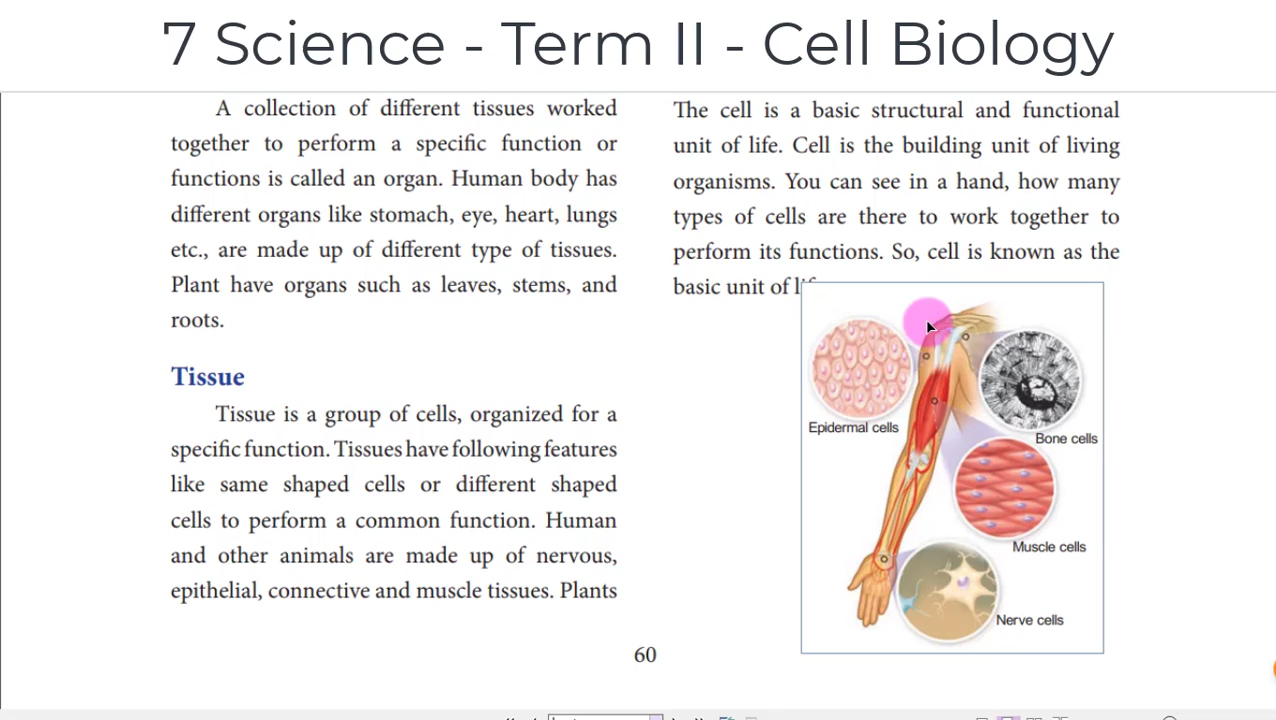 7 Science - Term II - Cell Biology
A collection of different tissues worked
together to perform a specific function or
functions is called an organ. Human body has
different organs like stomach, eye, heart, lungs
etc., are made up of different type of tissues.
Plant have organs such as leaves, stems, and
roots.
Tissue
Tissue is a group of cells, organized for a
specific function. Tissues have following features
like same shaped cells or different shaped
cells to perform a common function. Human
and other animals are made up of nervous,
epithelial, connective and muscle tissues. Plants
The cell is a basic structural and functional
unit of life. Cell is the building unit of living
organisms. You can see in a hand, how many
types of cells are there to work together to
perform its functions. So, cell is known as the
basic unit of
Epidermal cells
Bone cells
Muscle cells
Nerve cells
60